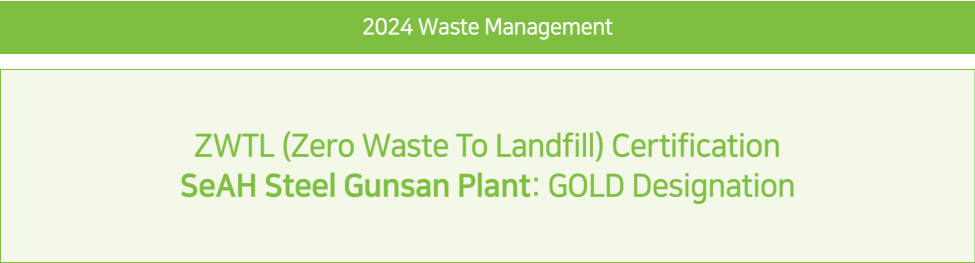 2024 Waste Management
ZWTL (Zero Waste To Landfill) Certification
SeAH Steel Gunsan Plant: GOLD Designation